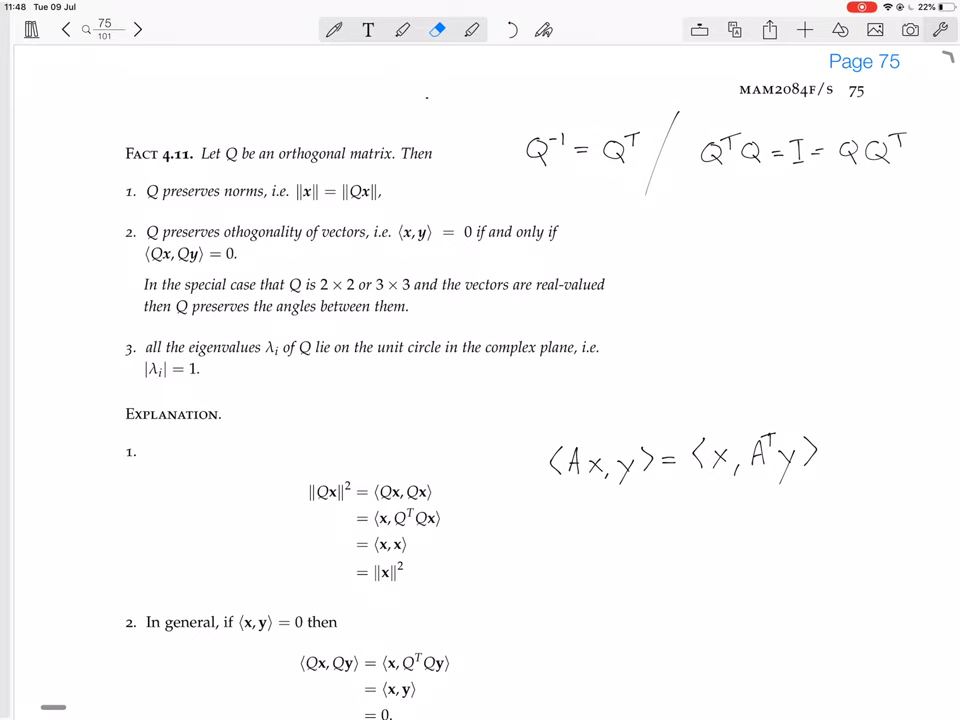 11:48 Tue 09 Jul
22%
75
101
T
Page 75
MAM2084F/S 75
FACT 4.11. Let Q be an orthogonal matrix. Then
Q⁻¹ = Qᵀ / QᵀQ = I = QQᵀ
1. Q preserves norms, i.e. ‖x‖ = ‖Qx‖,
2. Q preserves othogonality of vectors, i.e. ⟨x, y⟩ = 0 if and only if
⟨Qx, Qy⟩ = 0.
In the special case that Q is 2 × 2 or 3 × 3 and the vectors are real-valued
then Q preserves the angles between them.
3. all the eigenvalues λᵢ of Q lie on the unit circle in the complex plane, i.e.
|λᵢ| = 1.
EXPLANATION.
1.
⟨Ax, y⟩ = ⟨x, Aᵀy⟩
‖Qx‖² = ⟨Qx, Qx⟩
= ⟨x, QᵀQx⟩
= ⟨x, x⟩
= ‖x‖²
2. In general, if ⟨x, y⟩ = 0 then
⟨Qx, Qy⟩ = ⟨x, QᵀQy⟩
= ⟨x, y⟩
= 0.